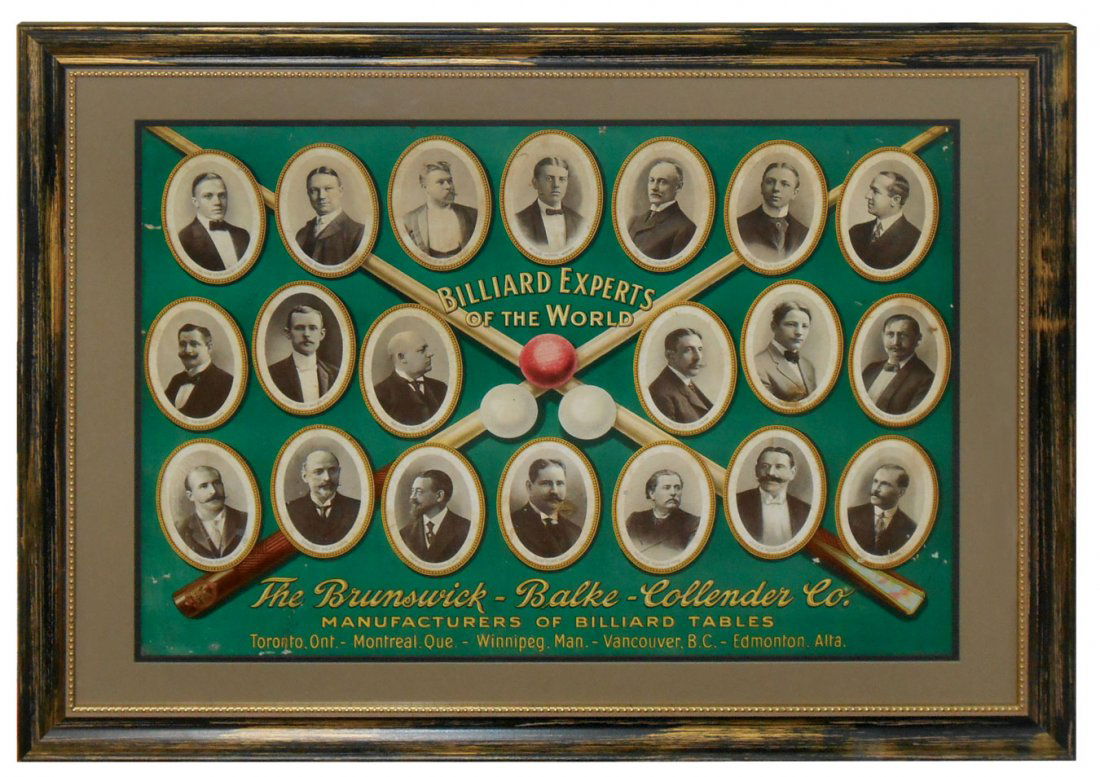 BILLIARD EXPERTS
OF THE WORLD
The Brunswick - Balke - Collender Co.
MANUFACTURERS OF BILLIARD TABLES
Toronto, Ont. - Montreal, Que. - Winnipeg, Man. - Vancouver, B.C. - Edmonton, Alta.